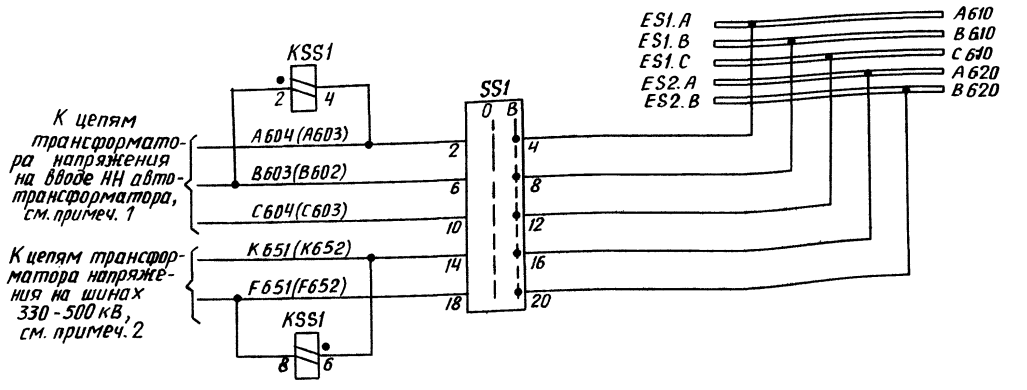 KSS1
2 4
К цепям
трансформато-
ра напряжения
на вводе НН авто-
трансформатора,
см. примеч. 1
A604(A603)
B603(B602)
C604(C603)
К цепям трансфор-
матора напряже-
ния на шинах
330-500 кВ,
см. примеч. 2
K651(K652)
F651(F652)
KSS1
8 6
SS1
О В
2 4
6 8
10 12
14 16
18 20
ES1.A A610
ES1.B B610
ES1.C C610
ES2.A A620
ES2.B B620